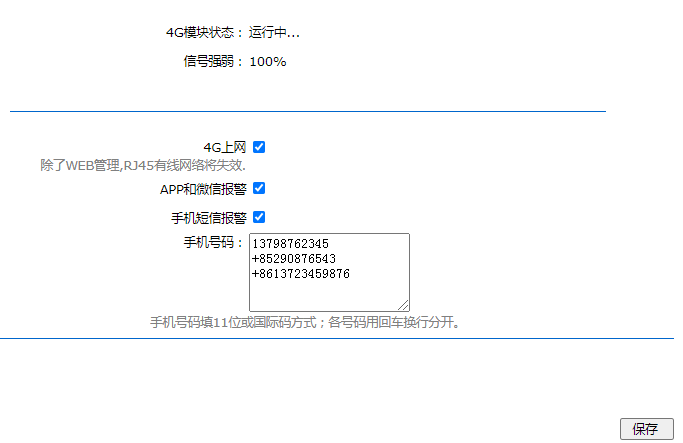 4G模块状态： 运行中...
信号强弱： 100%
4G上网
除了WEB管理,RJ45有线网络将失效.
APP和微信报警
手机短信报警
手机号码：
13798762345
+85290876543
+8613723459876
手机号码填11位或国际码方式；各号码用回车换行分开。
保存